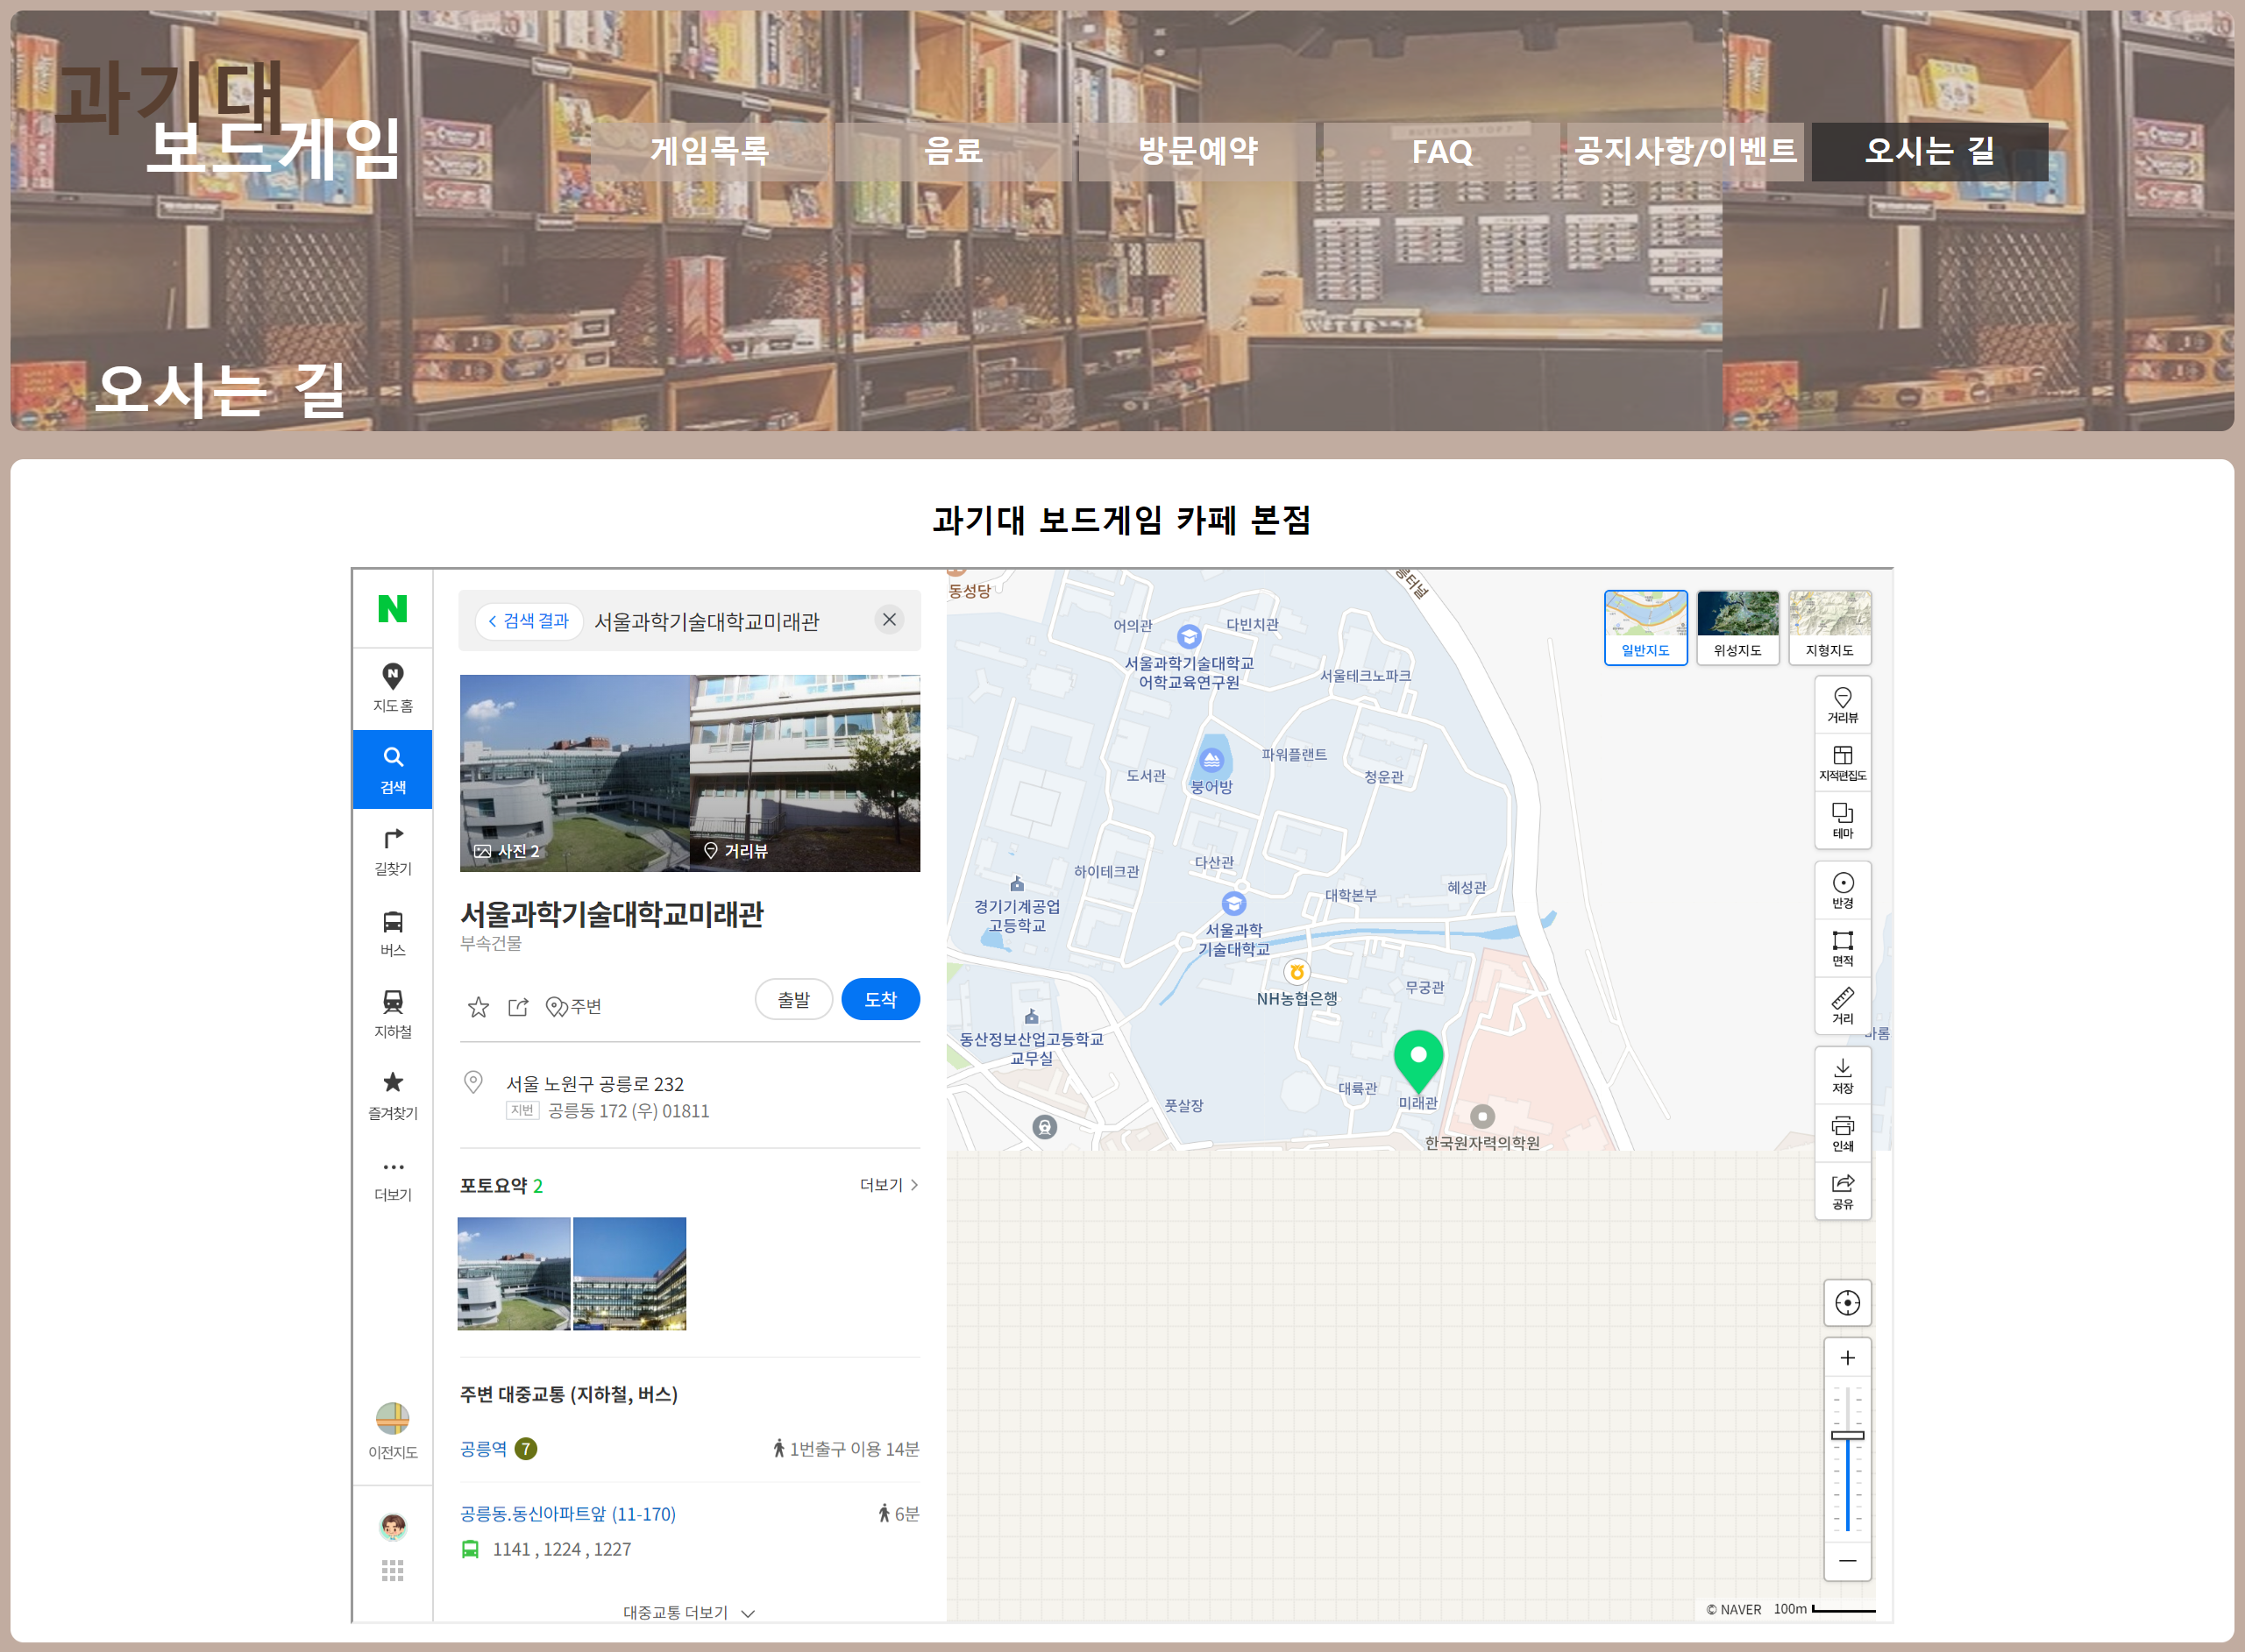 과기대
보드게임
게임목록
음료
방문예약
FAQ
공지사항/이벤트
오시는 길
오시는 길
과기대 보드게임 카페 본점
N
지도 홈
검색
길찾기
버스
지하철
즐겨찾기
더보기
이전지도
검색 결과
서울과학기술대학교미래관
사진 2
거리뷰
서울과학기술대학교미래관
부속건물
주변
출발
도착
서울 노원구 공릉로 232
지번 공릉동 172 (우) 01811
포토요약 2
더보기
주변 대중교통 (지하철, 버스)
공릉역 7
1번출구 이용 14분
공릉동.동신아파트앞 (11-170)
6분
1141 , 1224 , 1227
대중교통 더보기
동성당
릉터널
어의관
다빈치관
서울과학기술대학교
어학교육연구원
서울테크노파크
파워플랜트
도서관
붕어방
청운관
다산관
하이테크관
대학본부
혜성관
경기기계공업
고등학교
서울과학
기술대학교
NH농협은행
무궁관
동산정보산업고등학교
교무실
대륙관
미래관
풋살장
한국원자력의학원
일반지도
위성지도
지형지도
거리뷰
지적편집도
테마
반경
면적
거리
마롬
저장
인쇄
공유
© NAVER
100m